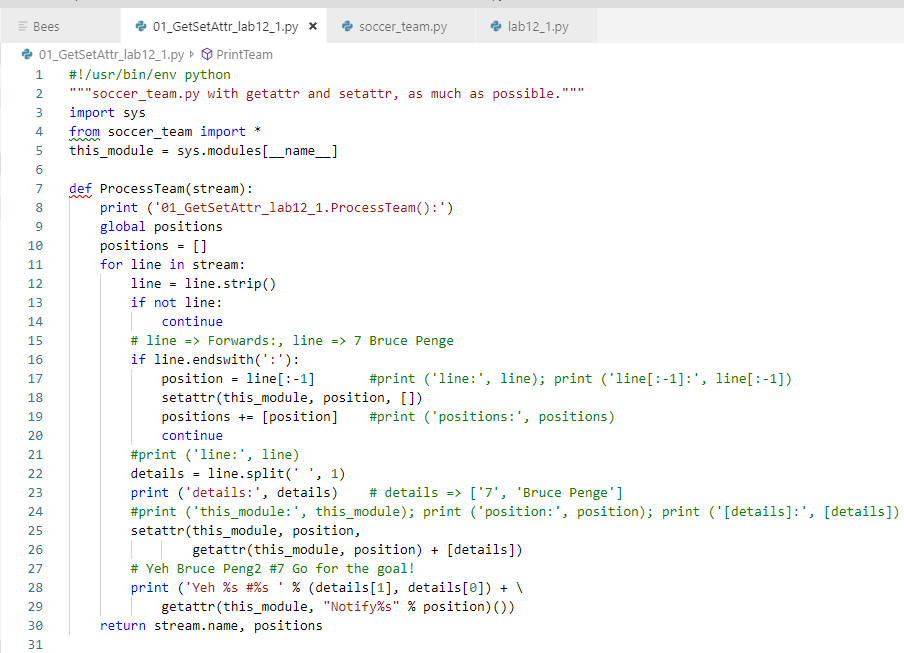 Bees 01_GetSetAttr_lab12_1.py × soccer_team.py lab12_1.py
01_GetSetAttr_lab12_1.py PrintTeam
1 #!/usr/bin/env python
2 """soccer_team.py with getattr and setattr, as much as possible."""
3 import sys
4 from soccer_team import *
5 this_module = sys.modules[__name__]
6
7 def ProcessTeam(stream):
8     print ('01_GetSetAttr_lab12_1.ProcessTeam():')
9     global positions
10     positions = []
11     for line in stream:
12         line = line.strip()
13         if not line:
14             continue
15         # line => Forwards:, line => 7 Bruce Penge
16         if line.endswith(':'):
17             position = line[:-1]       #print ('line:', line); print ('line[:-1]:', line[:-1])
18             setattr(this_module, position, [])
19             positions += [position]    #print ('positions:', positions)
20             continue
21         #print ('line:', line)
22         details = line.split(' ', 1)
23         print ('details:', details)    # details => ['7', 'Bruce Penge']
24         #print ('this_module:', this_module); print ('position:', position); print ('[details]:', [details])
25         setattr(this_module, position,
26                 getattr(this_module, position) + [details])
27         # Yeh Bruce Peng2 #7 Go for the goal!
28         print ('Yeh %s #%s ' % (details[1], details[0]) + \
29             getattr(this_module, "Notify%s" % position)())
30     return stream.name, positions
31